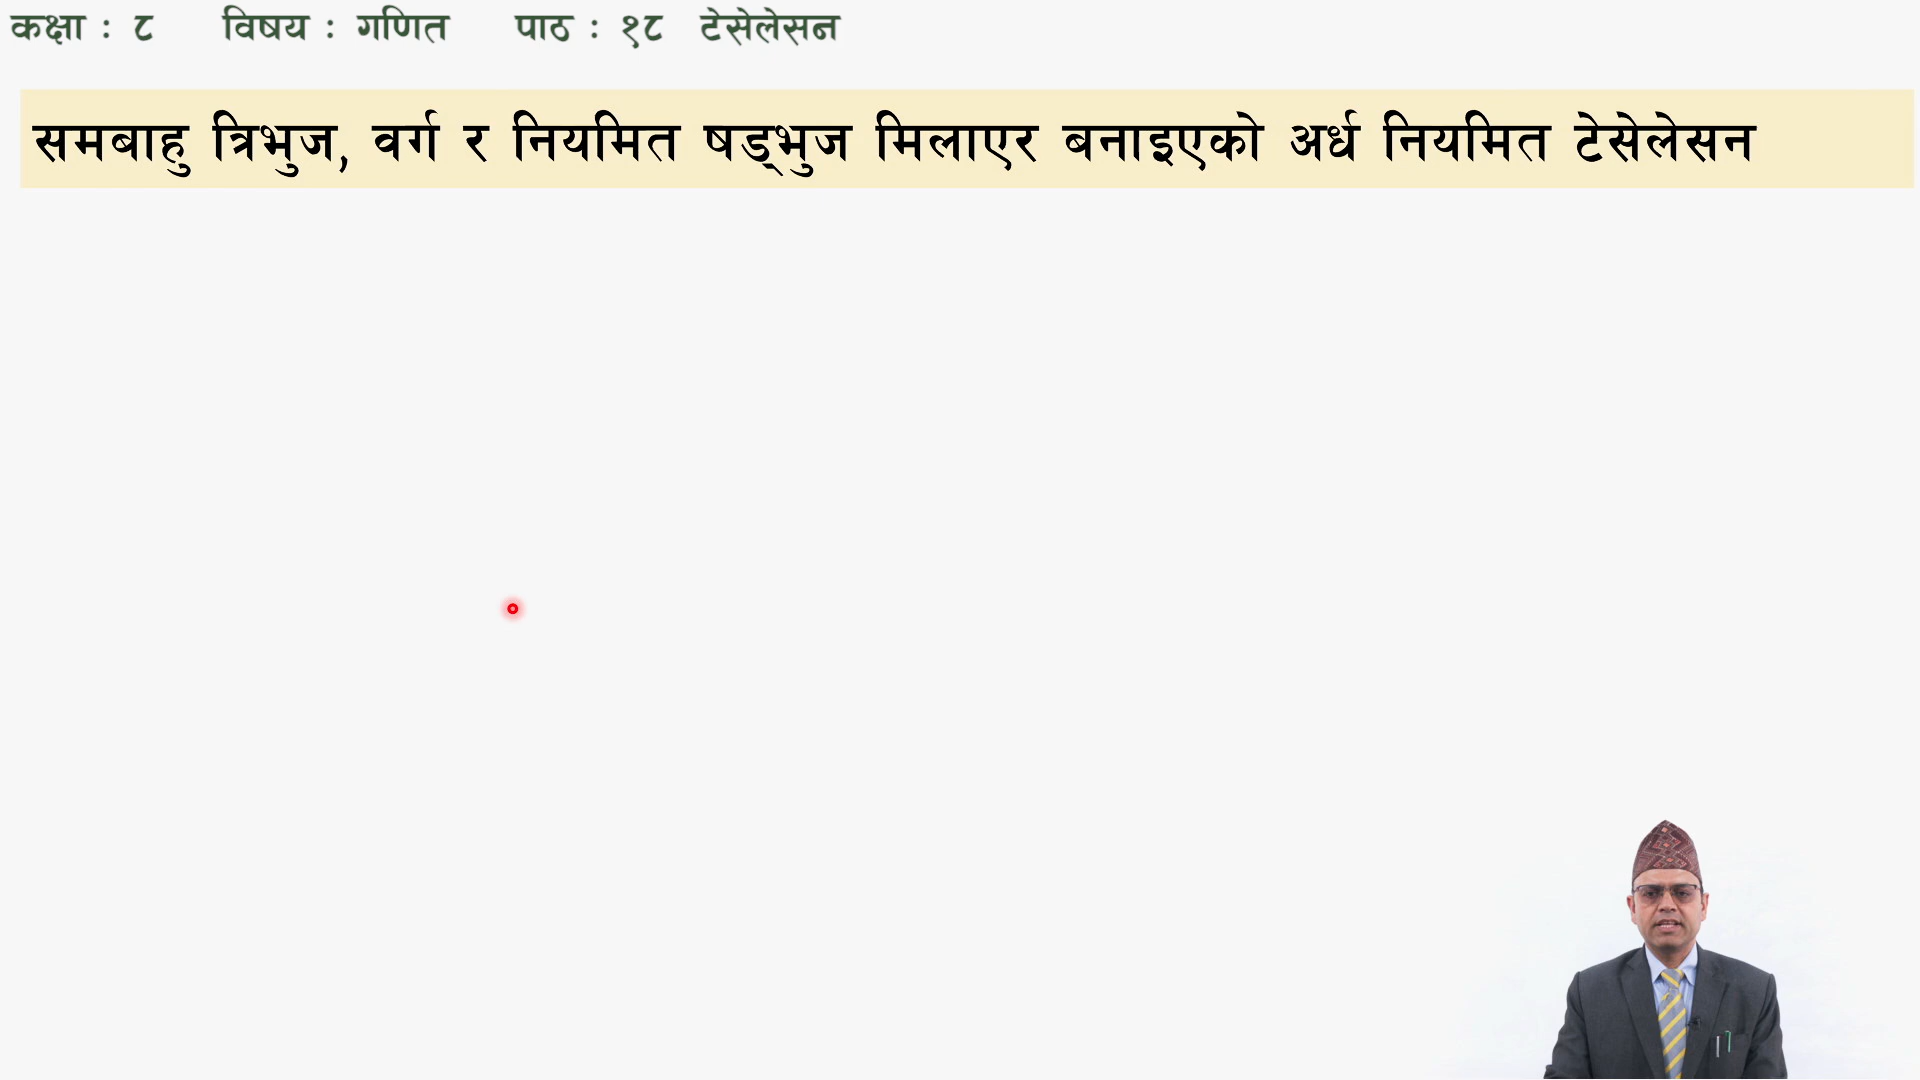 कक्षा : ८ विषय : गणित पाठ : १८ टेसेलेसन
समबाहु त्रिभुज, वर्ग र नियमित षड्भुज मिलाएर बनाइएको अर्ध नियमित टेसेलेसन